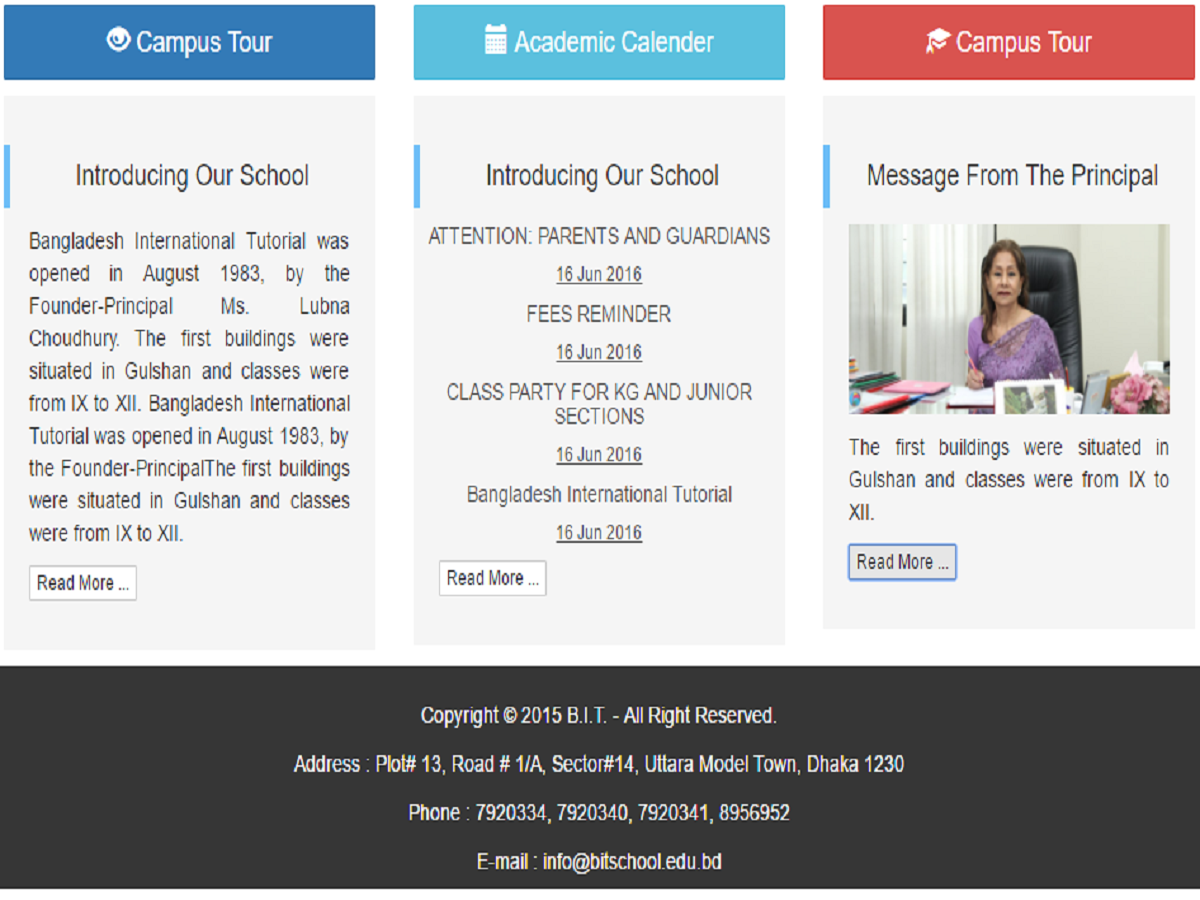 Campus Tour
Academic Calender
Campus Tour
Introducing Our School
Bangladesh International Tutorial was
opened in August 1983, by the
Founder-Principal Ms. Lubna
Choudhury. The first buildings were
situated in Gulshan and classes were
from IX to XII. Bangladesh International
Tutorial was opened in August 1983, by
the Founder-PrincipalThe first buildings
were situated in Gulshan and classes
were from IX to XII.
Read More ...
Introducing Our School
ATTENTION: PARENTS AND GUARDIANS
16 Jun 2016
FEES REMINDER
16 Jun 2016
CLASS PARTY FOR KG AND JUNIOR
SECTIONS
16 Jun 2016
Bangladesh International Tutorial
16 Jun 2016
Read More ...
Message From The Principal
The first buildings were situated in
Gulshan and classes were from IX to
XII.
Read More ...
Copyright © 2015 B.I.T. - All Right Reserved.
Address : Plot# 13, Road # 1/A, Sector#14, Uttara Model Town, Dhaka 1230
Phone : 7920334, 7920340, 7920341, 8956952
E-mail : info@bitschool.edu.bd